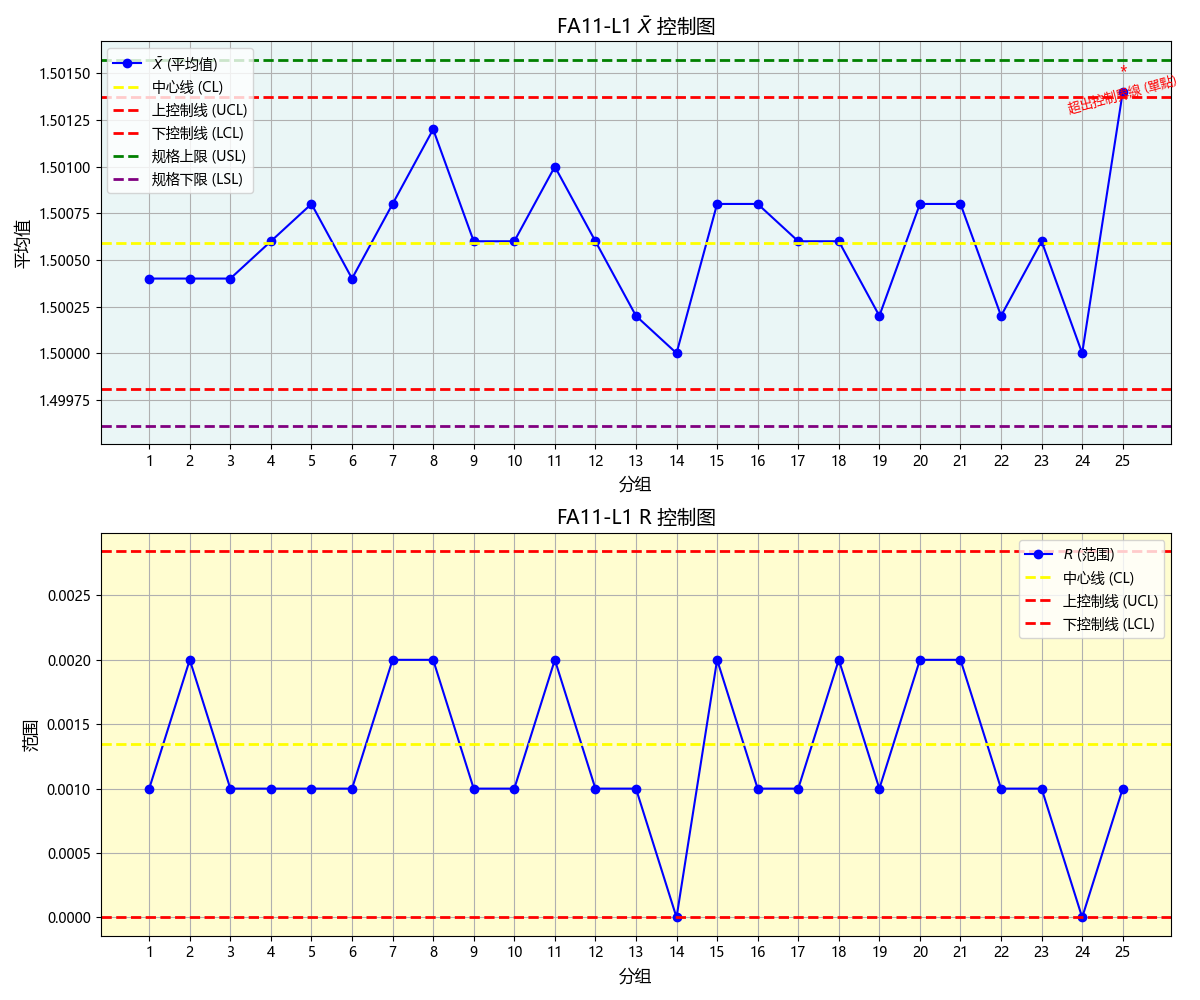 FA11-L1 X̄ 控制图
1.50150
1.50125
1.50100
1.50075
1.50050
1.50025
1.50000
1.49975
平均值
X̄ (平均值)
中心线 (CL)
上控制线 (UCL)
下控制线 (LCL)
规格上限 (USL)
规格下限 (LSL)
*
超出控制界線 (單點)
1 2 3 4 5 6 7 8 9 10 11 12 13 14 15 16 17 18 19 20 21 22 23 24 25
分组
FA11-L1 R 控制图
0.0025
0.0020
0.0015
0.0010
0.0005
0.0000
范围
R (范围)
中心线 (CL)
上控制线 (UCL)
下控制线 (LCL)
1 2 3 4 5 6 7 8 9 10 11 12 13 14 15 16 17 18 19 20 21 22 23 24 25
分组